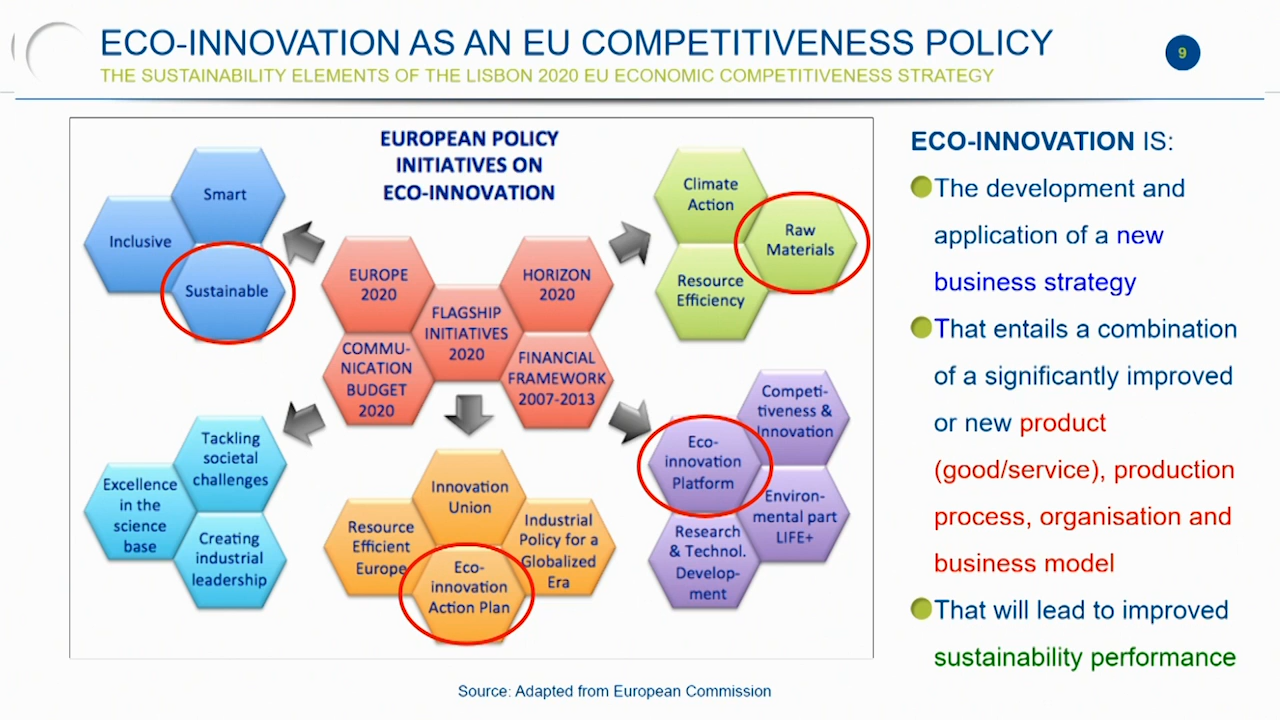 ECO-INNOVATION AS AN EU COMPETITIVENESS POLICY
THE SUSTAINABILITY ELEMENTS OF THE LISBON 2020 EU ECONOMIC COMPETITIVENESS STRATEGY
9
EUROPEAN POLICY
INITIATIVES ON
ECO-INNOVATION
Smart
Inclusive
Sustainable
Climate
Action
Raw
Materials
Resource
Efficiency
EUROPE
2020
HORIZON
2020
FLAGSHIP
INITIATIVES
2020
COMMU-
NICATION
BUDGET
2020
FINANCIAL
FRAMEWORK
2007-2013
Tackling
societal
challenges
Excellence
in the
science
base
Creating
industrial
leadership
Innovation
Union
Resource
Efficient
Europe
Industrial
Policy for a
Globalized
Era
Eco-
innovation
Action Plan
Competi-
tiveness &
Innovation
Eco-
innovation
Platform
Environ-
mental part
LIFE+
Research
& Technol.
Develop-
ment
ECO-INNOVATION IS:
The development and
application of a new
business strategy
That entails a combination
of a significantly improved
or new product
(good/service), production
process, organisation and
business model
That will lead to improved
sustainability performance
Source: Adapted from European Commission